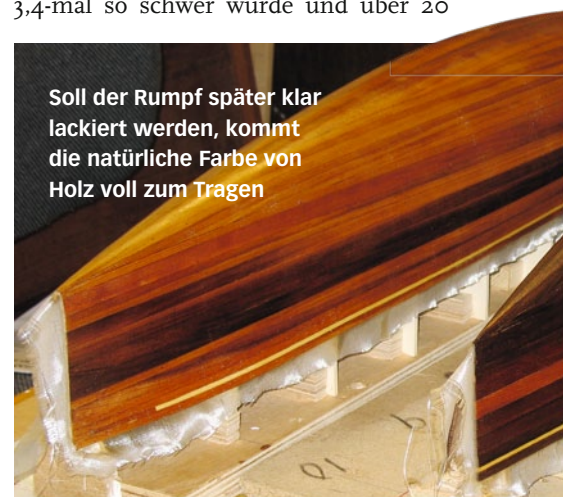 3,4-mal so schwer wurde und über 20
Soll der Rumpf später klar
lackiert werden, kommt
die natürliche Farbe von
Holz voll zum Tragen